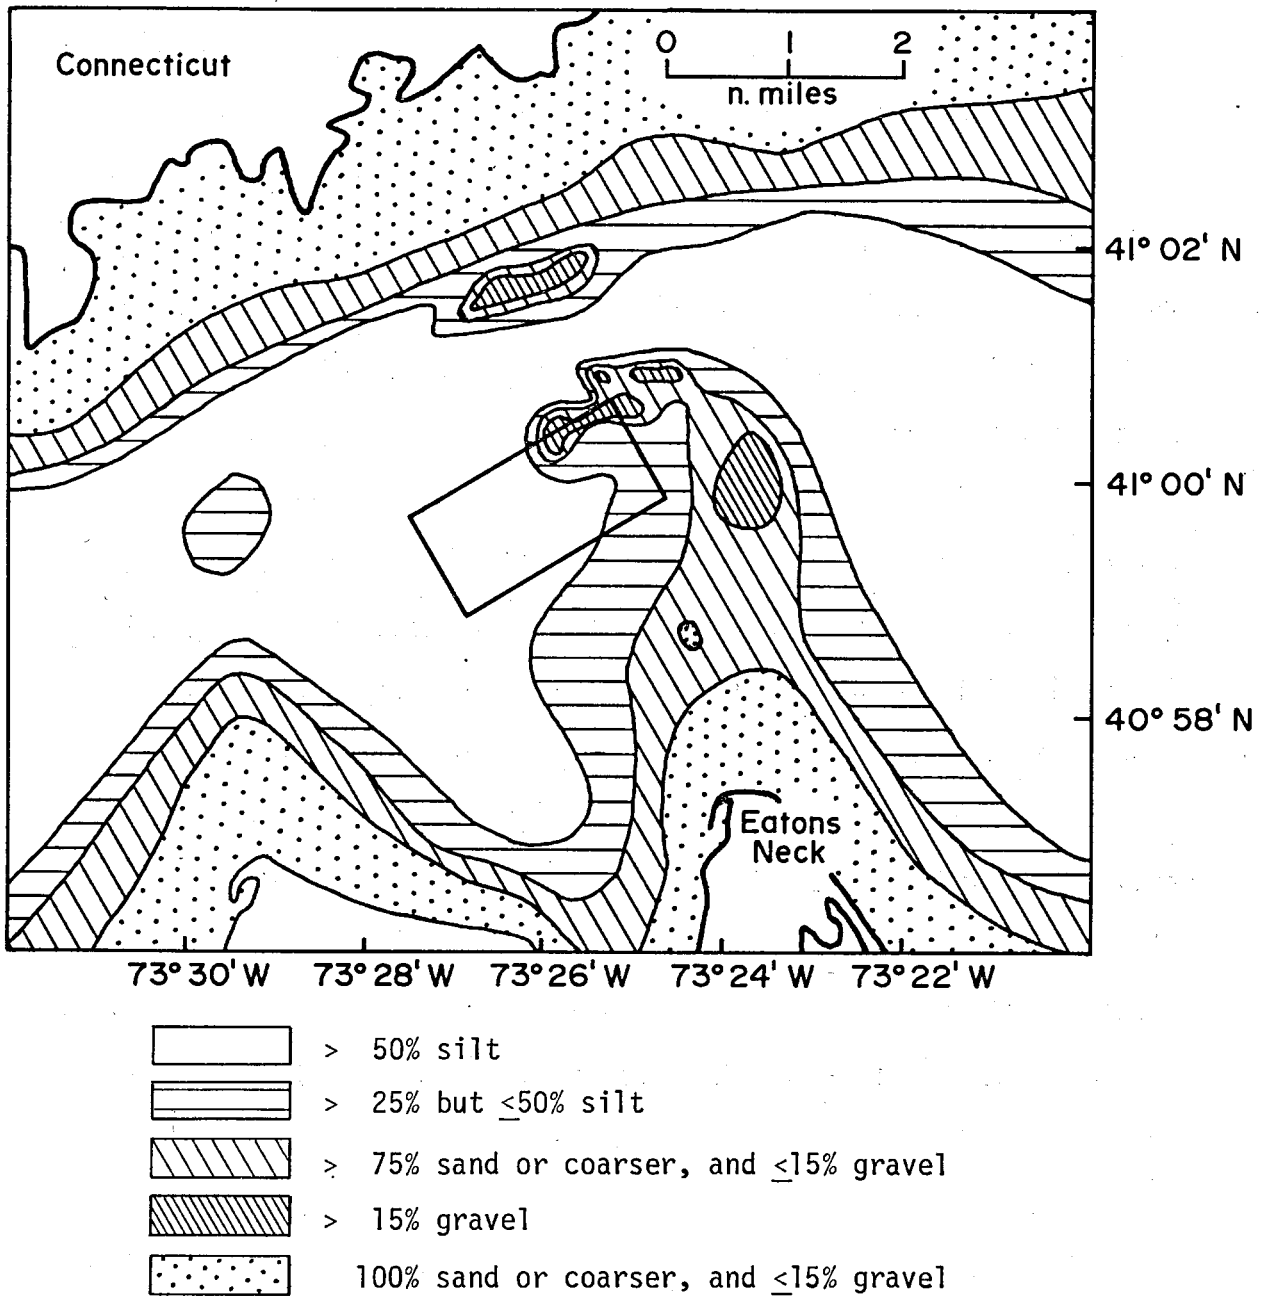 Connecticut
0 1 2
n. miles
41° 02' N
41° 00' N
40° 58' N
Eatons
Neck
73° 30' W 73° 28' W 73° 26' W 73° 24' W 73° 22' W
> 50% silt
> 25% but ≤50% silt
> 75% sand or coarser, and ≤15% gravel
> 15% gravel
100% sand or coarser, and ≤15% gravel